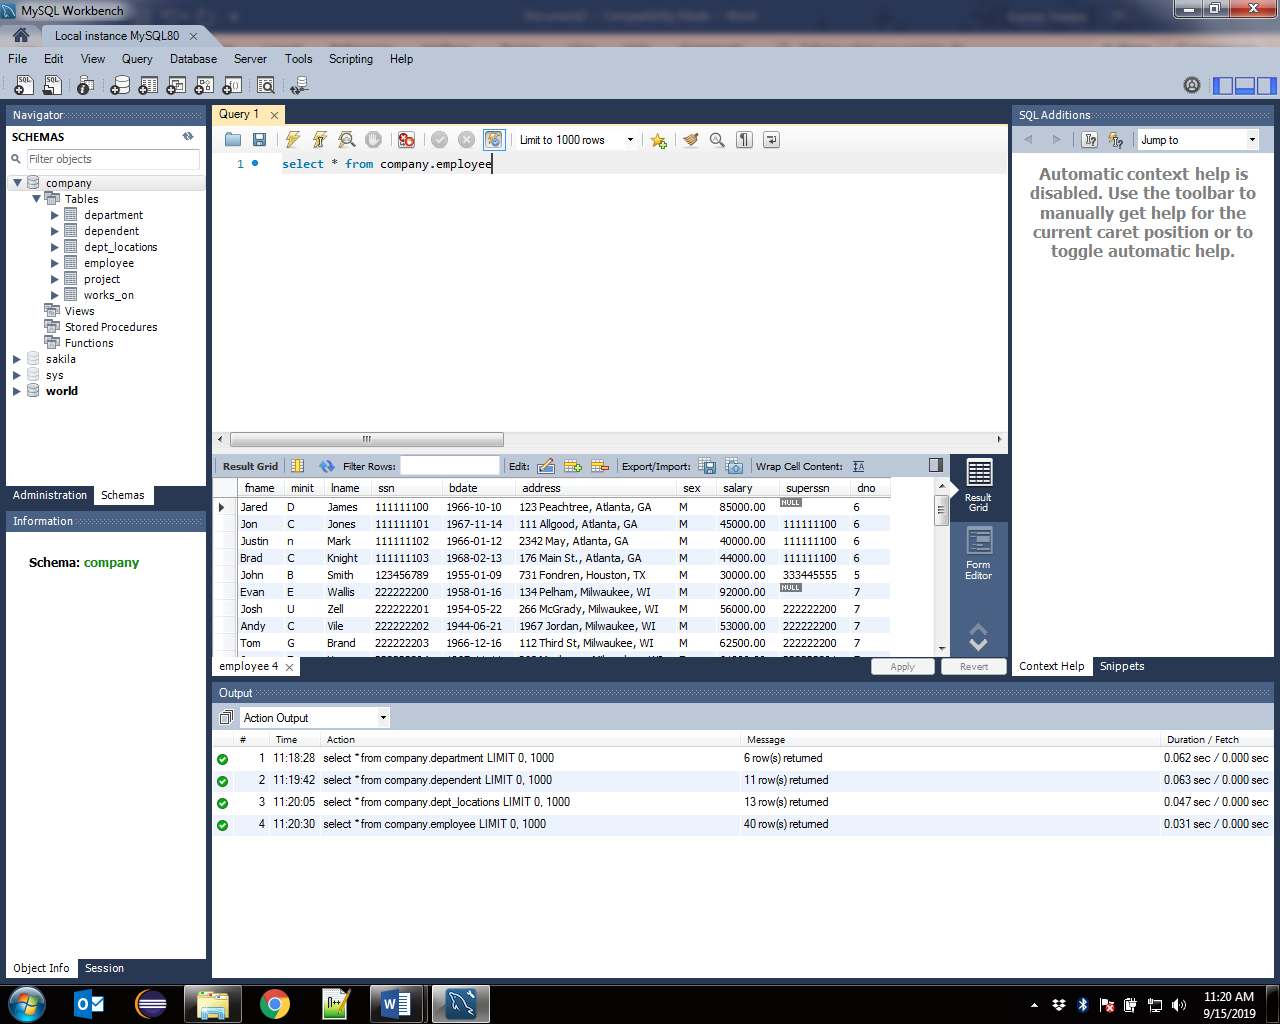 MySQL Workbench
Local instance MySQL80
File Edit View Query Database Server Tools Scripting Help
Navigator
SCHEMAS
Filter objects
company
Tables
department
dependent
dept_locations
employee
project
works_on
Views
Stored Procedures
Functions
sakila
sys
world
Administration Schemas
Information
Schema: company
Object Info Session
Query 1
Limit to 1000 rows
1 select * from company.employee
Result Grid Filter Rows: Edit: Export/Import: Wrap Cell Content:
fname minit lname ssn bdate address sex salary superssn dno
Jared D James 111111100 1966-10-10 123 Peachtree, Atlanta, GA M 85000.00 NULL 6
Jon C Jones 111111101 1967-11-14 111 Allgood, Atlanta, GA M 45000.00 111111100 6
Justin n Mark 111111102 1966-01-12 2342 May, Atlanta, GA M 40000.00 111111100 6
Brad C Knight 111111103 1968-02-13 176 Main St., Atlanta, GA M 44000.00 111111100 6
John B Smith 123456789 1955-01-09 731 Fondren, Houston, TX M 30000.00 333445555 5
Evan E Wallis 222222200 1958-01-16 134 Pelham, Milwaukee, WI M 92000.00 NULL 7
Josh U Zell 222222201 1954-05-22 266 McGrady, Milwaukee, WI M 56000.00 222222200 7
Andy C Vile 222222202 1944-06-21 1967 Jordan, Milwaukee, WI M 53000.00 222222200 7
Tom G Brand 222222203 1966-12-16 112 Third St, Milwaukee, WI M 62500.00 222222200 7
Result Grid
Form Editor
employee 4
Apply Revert
SQL Additions
Jump to
Automatic context help is
disabled. Use the toolbar to
manually get help for the
current caret position or to
toggle automatic help.
Context Help Snippets
Output
Action Output
# Time Action Message Duration / Fetch
1 11:18:28 select * from company.department LIMIT 0, 1000 6 row(s) returned 0.062 sec / 0.000 sec
2 11:19:42 select * from company.dependent LIMIT 0, 1000 11 row(s) returned 0.063 sec / 0.000 sec
3 11:20:05 select * from company.dept_locations LIMIT 0, 1000 13 row(s) returned 0.047 sec / 0.000 sec
4 11:20:30 select * from company.employee LIMIT 0, 1000 40 row(s) returned 0.031 sec / 0.000 sec
11:20 AM
9/15/2019